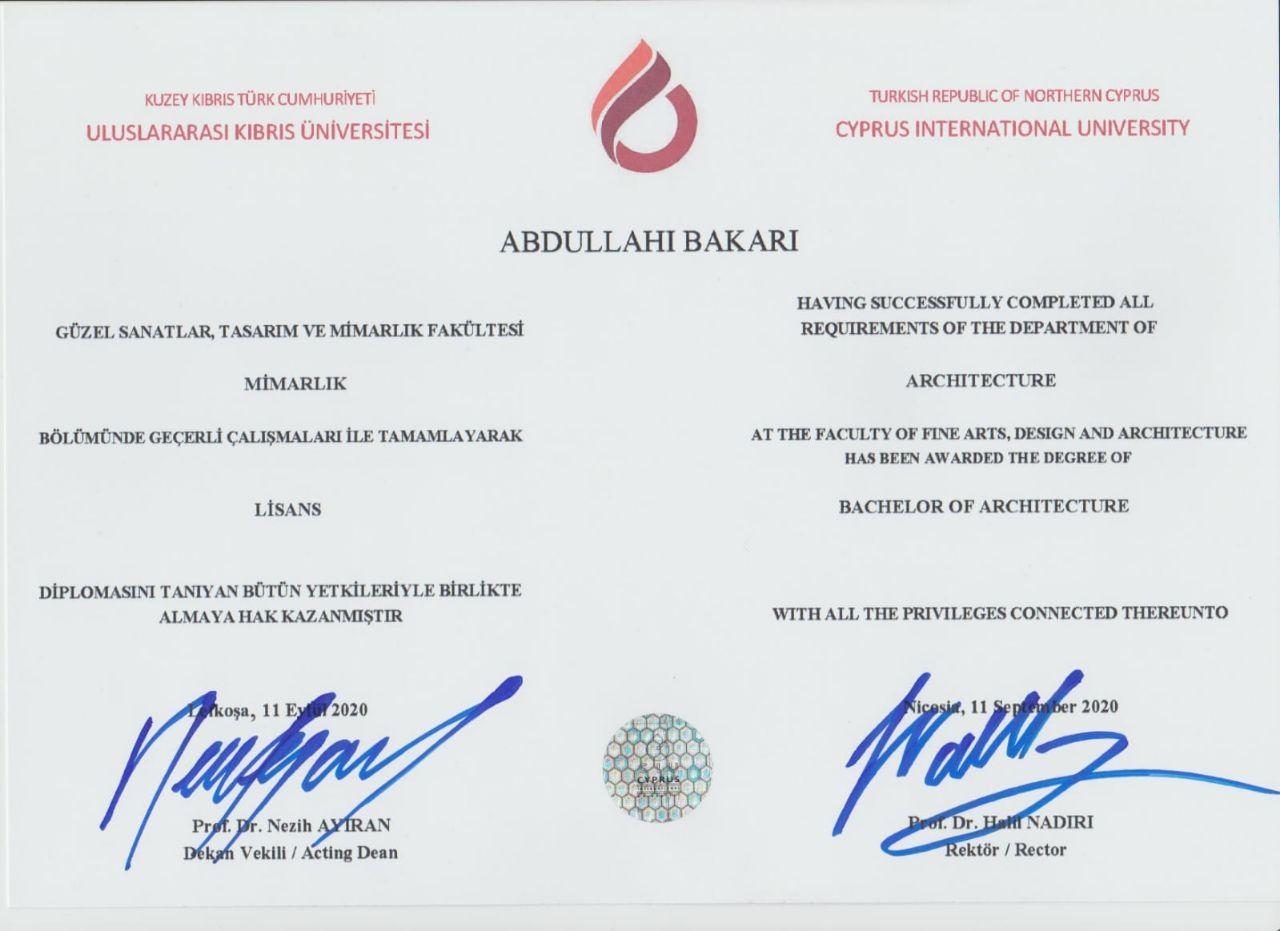 KUZEY KIBRIS TÜRK CUMHURİYETİ
ULUSLARARASI KIBRIS ÜNİVERSİTESİ
TURKISH REPUBLIC OF NORTHERN CYPRUS
CYPRUS INTERNATIONAL UNIVERSITY
ABDULLAHI BAKARI
GÜZEL SANATLAR, TASARIM VE MİMARLIK FAKÜLTESİ
MİMARLIK
BÖLÜMÜNDE GEÇERLİ ÇALIŞMALARI İLE TAMAMLAYARAK
LİSANS
DİPLOMASINI TANIYAN BÜTÜN YETKİLERİYLE BİRLİKTE
ALMAYA HAK KAZANMIŞTIR
Lefkoşa, 11 Eylül 2020
Prof. Dr. Nezih AYIRAN
Dekan Vekili / Acting Dean
HAVING SUCCESSFULLY COMPLETED ALL
REQUIREMENTS OF THE DEPARTMENT OF
ARCHITECTURE
AT THE FACULTY OF FINE ARTS, DESIGN AND ARCHITECTURE
HAS BEEN AWARDED THE DEGREE OF
BACHELOR OF ARCHITECTURE
WITH ALL THE PRIVILEGES CONNECTED THEREUNTO
Nicosia, 11 September 2020
Prof. Dr. Halil NADIRI
Rektör / Rector
CYPRUS